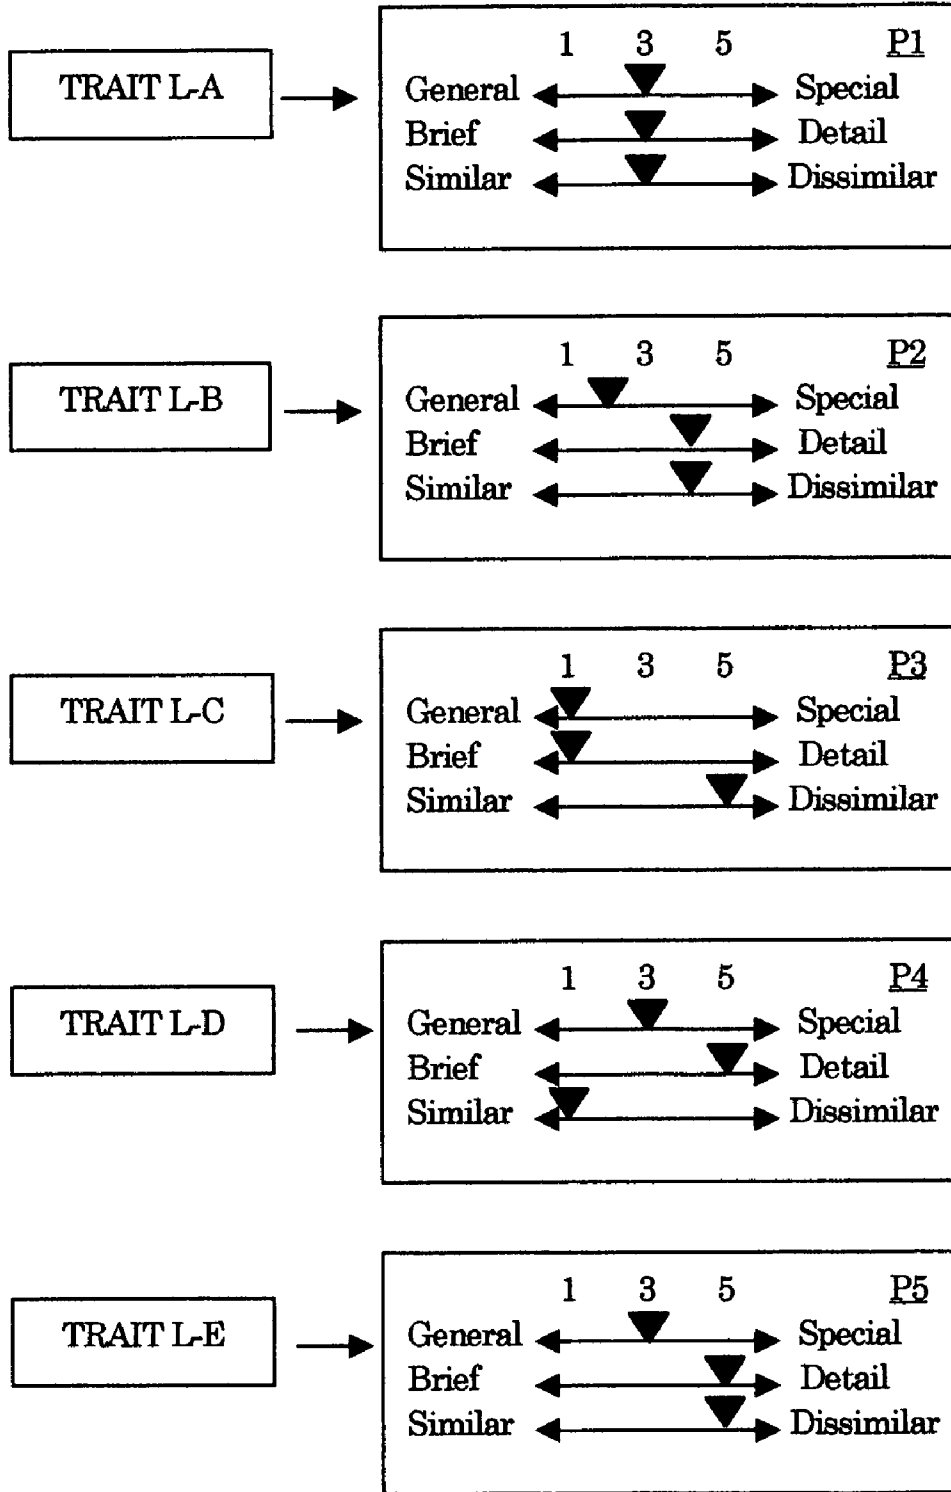 1 3 5 P1
TRAIT L-A
General Special
Brief Detail
Similar Dissimilar
1 3 5 P2
TRAIT L-B
General Special
Brief Detail
Similar Dissimilar
1 3 5 P3
TRAIT L-C
General Special
Brief Detail
Similar Dissimilar
1 3 5 P4
TRAIT L-D
General Special
Brief Detail
Similar Dissimilar
1 3 5 P5
TRAIT L-E
General Special
Brief Detail
Similar Dissimilar